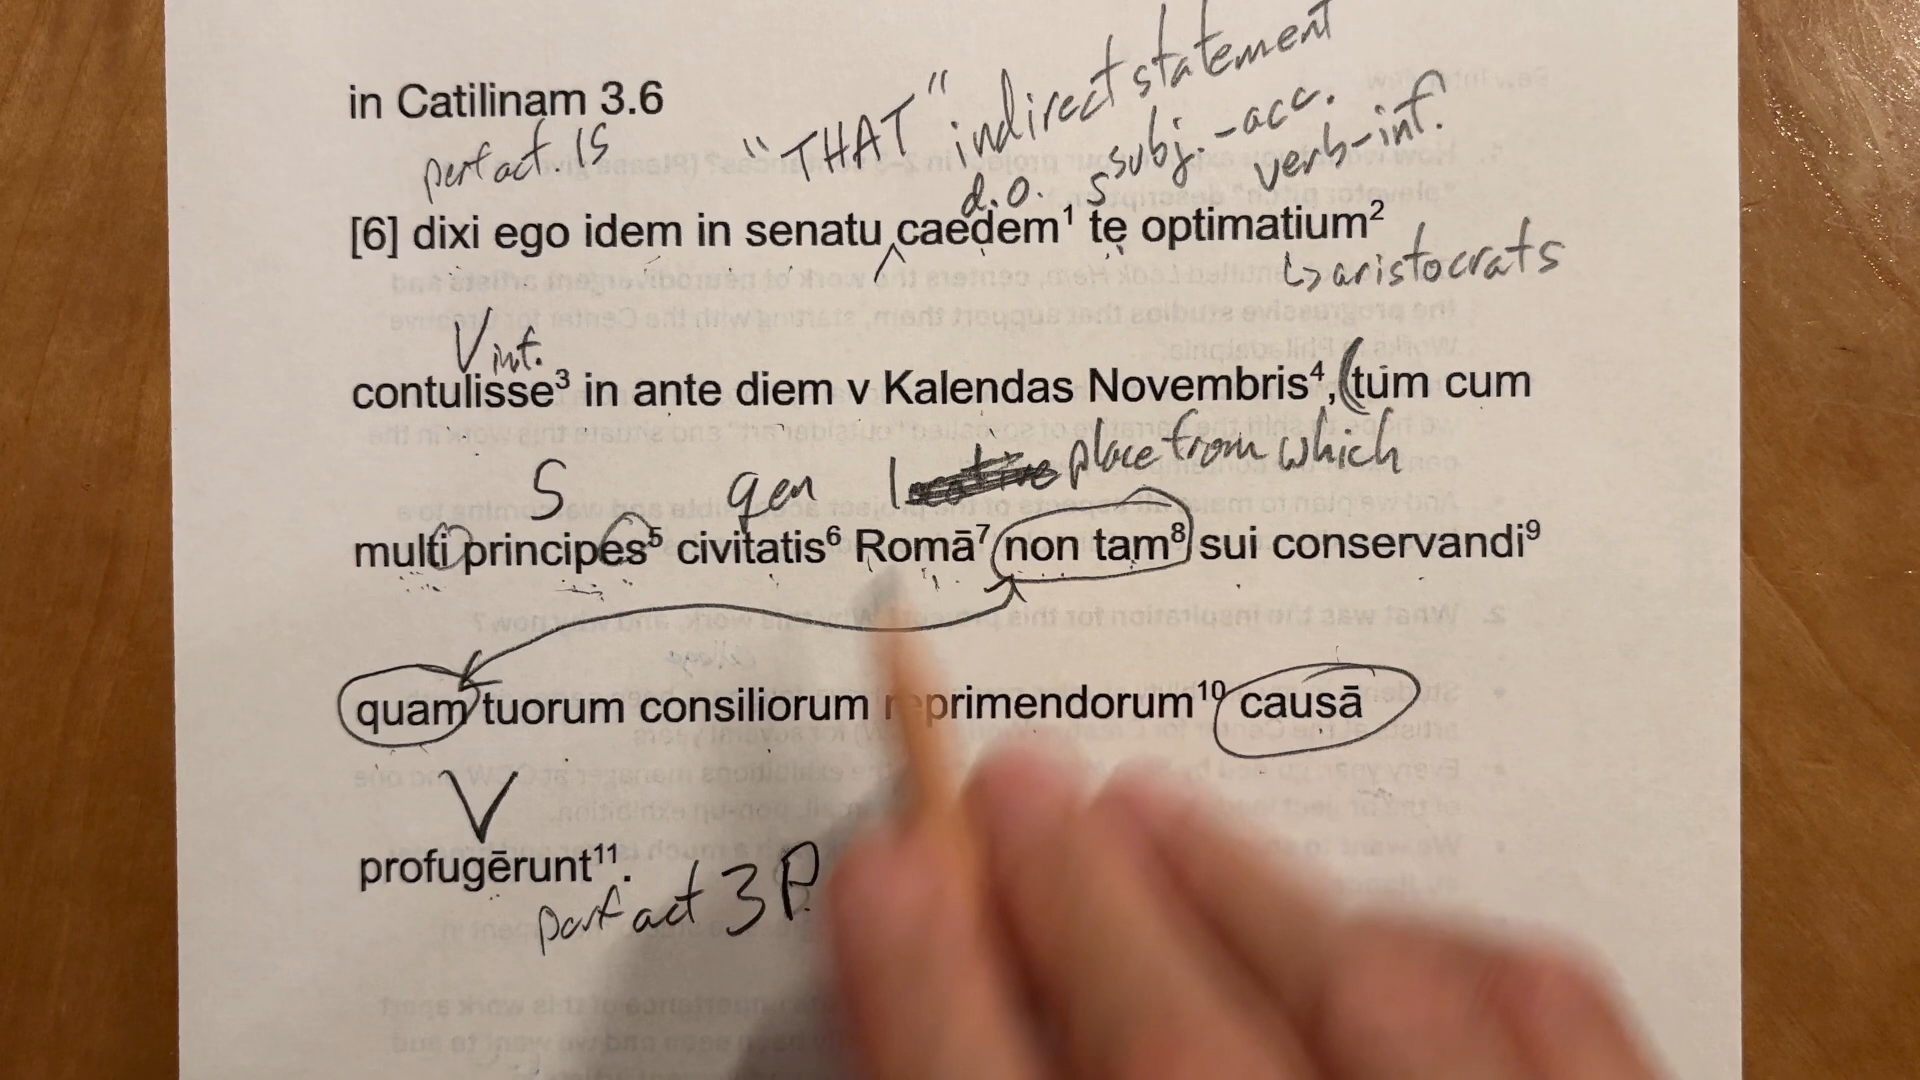 in Catilinam 3.6
perf act. 1S
"THAT" indirect statement
subj. - acc.
verb - inf.
d.o. S
[6] dixi ego idem in senatu caedem¹ te optimatium²
↳ aristocrats
V inf.
contulisse³ in ante diem v Kalendas Novembris⁴, (tum cum
S gen place from which
multi principes⁵ civitatis⁶ Romā⁷ non tam⁸ sui conservandi⁹
quam tuorum consiliorum reprimendorum¹⁰ causā
V
profugērunt¹¹.
perf act 3P